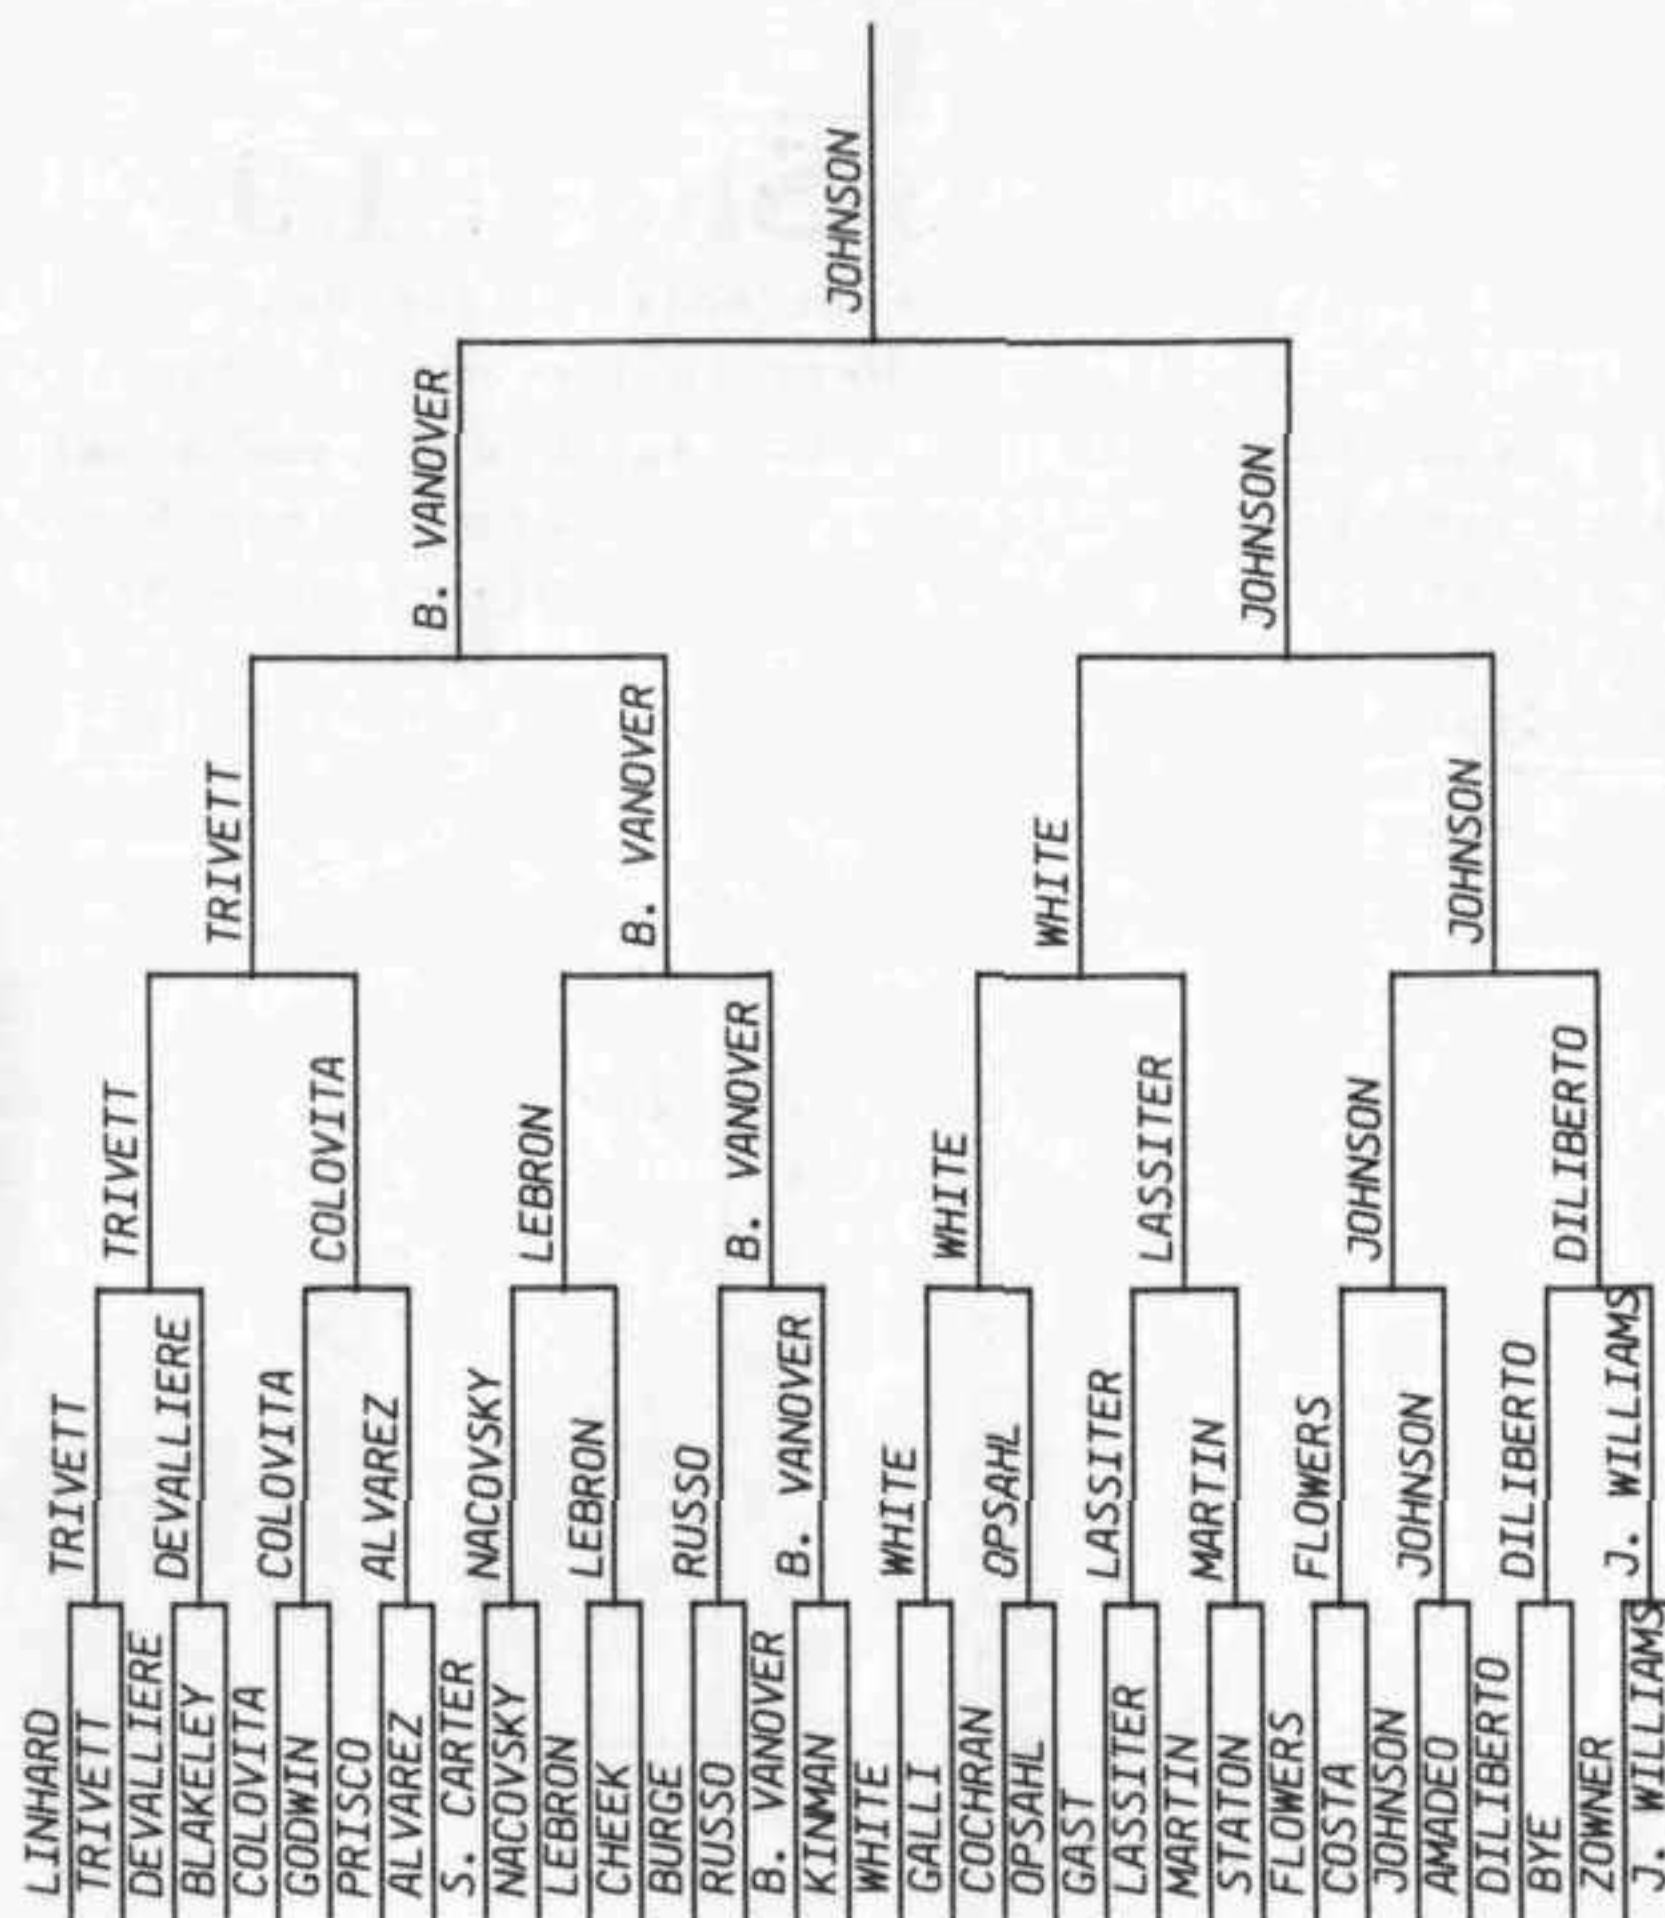 LINHARD
TRIVETT
DEVALLIERE
BLAKELEY
COLOVITA
GODWIN
PRISCO
ALVAREZ
S. CARTER
NACOVSKY
LEBRON
CHEEK
BURGE
RUSSO
B. VANOVER
KINMAN
WHITE
GALLI
COCHRAN
OPSAHL
GAST
LASSITER
MARTIN
STATON
FLOWERS
COSTA
JOHNSON
AMADEO
DILIBERTO
BYE
ZOWNER
J. WILLIAMS
TRIVETT
DEVALLIERE
COLOVITA
ALVAREZ
NACOVSKY
LEBRON
RUSSO
B. VANOVER
WHITE
OPSAHL
LASSITER
MARTIN
FLOWERS
JOHNSON
DILIBERTO
J. WILLIAMS
TRIVETT
COLOVITA
LEBRON
B. VANOVER
WHITE
LASSITER
JOHNSON
DILIBERTO
TRIVETT
B. VANOVER
WHITE
JOHNSON
B. VANOVER
JOHNSON
JOHNSON